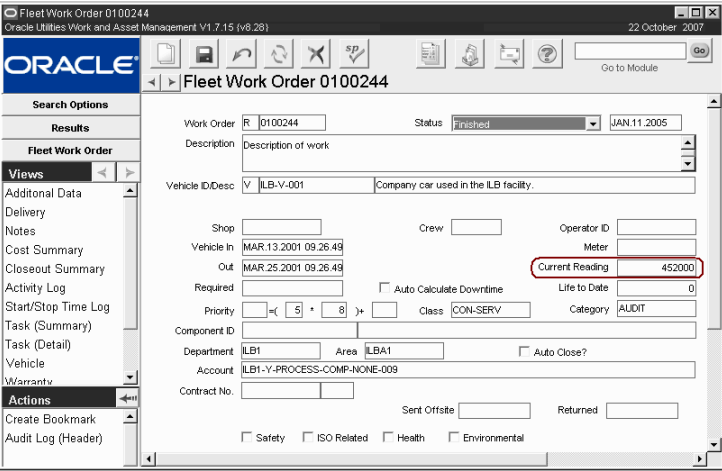 Fleet Work Order 0100244
Oracle Utilities Work and Asset Management V1.7.15 (v8.28) 22 October 2007
ORACLE
Go
Go to Module
Fleet Work Order 0100244
Search Options
Results
Fleet Work Order
Views
Additonal Data
Delivery
Notes
Cost Summary
Closeout Summary
Activity Log
Start/Stop Time Log
Task (Summary)
Task (Detail)
Vehicle
Warranty
Actions
Create Bookmark
Audit Log (Header)
Work Order R 0100244 Status Finished JAN.11.2005
Description Description of work
Vehicle ID/Desc V ILB-V-001 Company car used in the ILB facility.
Shop Crew Operator ID
Vehicle In MAR.13.2001 09.26.49 Meter
Out MAR.25.2001 09.26.49 Current Reading 452000
Required Auto Calculate Downtime Life to Date 0
Priority =( 5 * 8 )+ Class CON-SERV Category AUDIT
Component ID
Department ILB1 Area ILBA1 Auto Close?
Account ILB1-Y-PROCESS-COMP-NONE-009
Contract No.
Sent Offsite Returned
Safety ISO Related Health Environmental